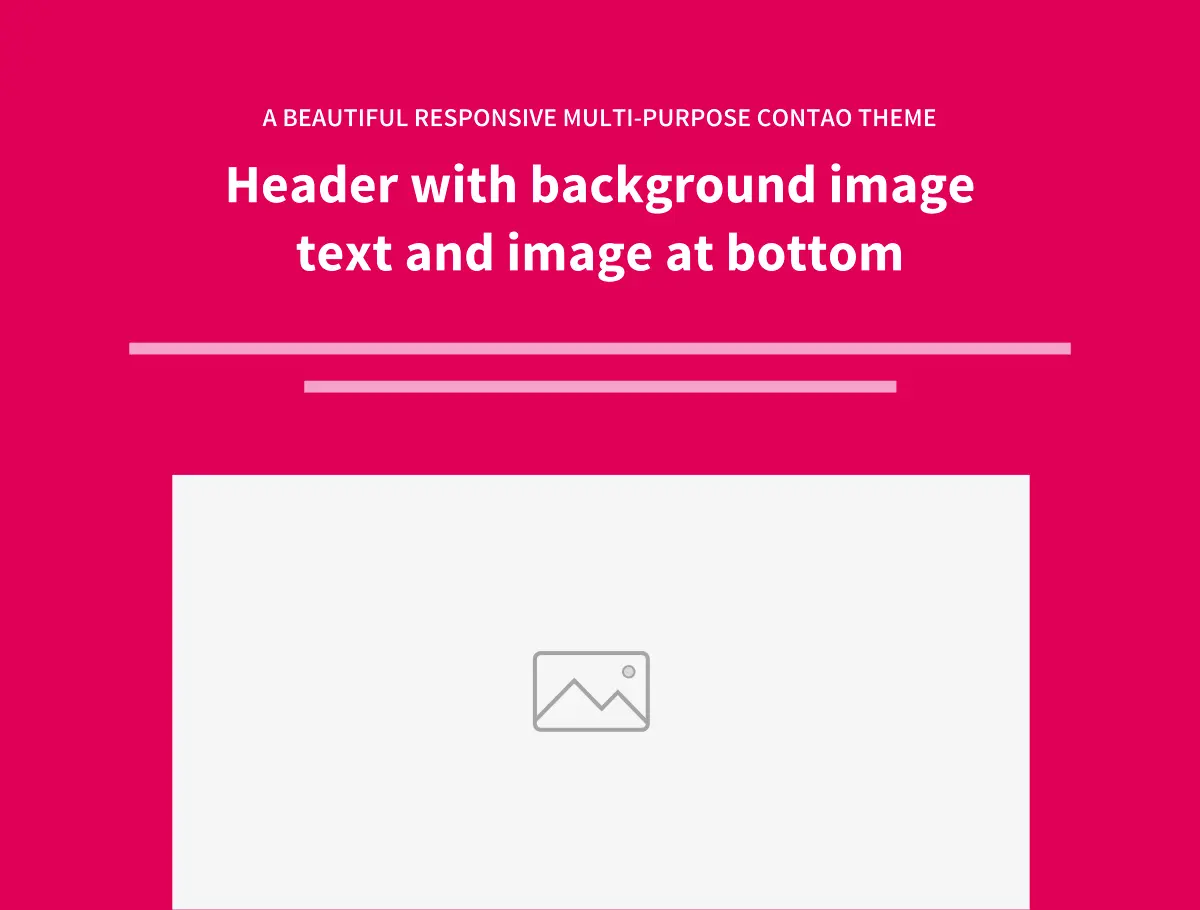 A BEAUTIFUL RESPONSIVE MULTI-PURPOSE CONTAO THEME
Header with background image
text and image at bottom